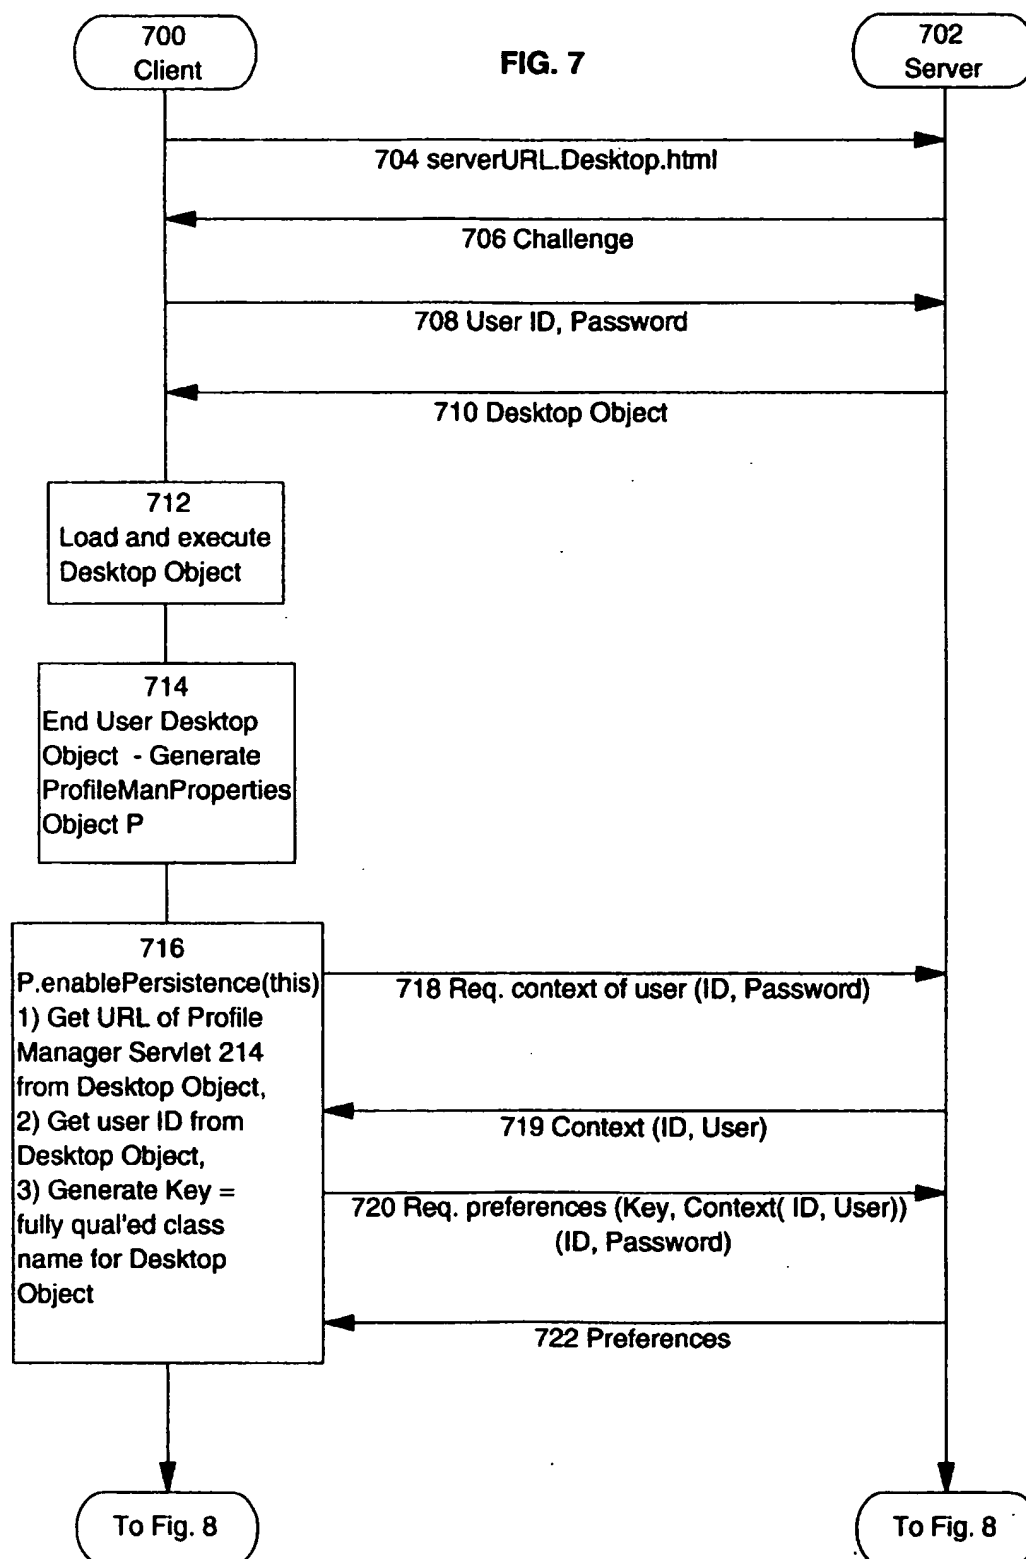 700
Client
FIG. 7
702
Server
704 serverURL.Desktop.html
706 Challenge
708 User ID, Password
710 Desktop Object
712
Load and execute
Desktop Object
714
End User Desktop
Object - Generate
ProfileManProperties
Object P
716
P.enablePersistence(this)
1) Get URL of Profile
Manager Servlet 214
from Desktop Object,
2) Get user ID from
Desktop Object,
3) Generate Key =
fully qual'ed class
name for Desktop
Object
718 Req. context of user (ID, Password)
719 Context (ID, User)
720 Req. preferences (Key, Context( ID, User))
(ID, Password)
722 Preferences
To Fig. 8
To Fig. 8